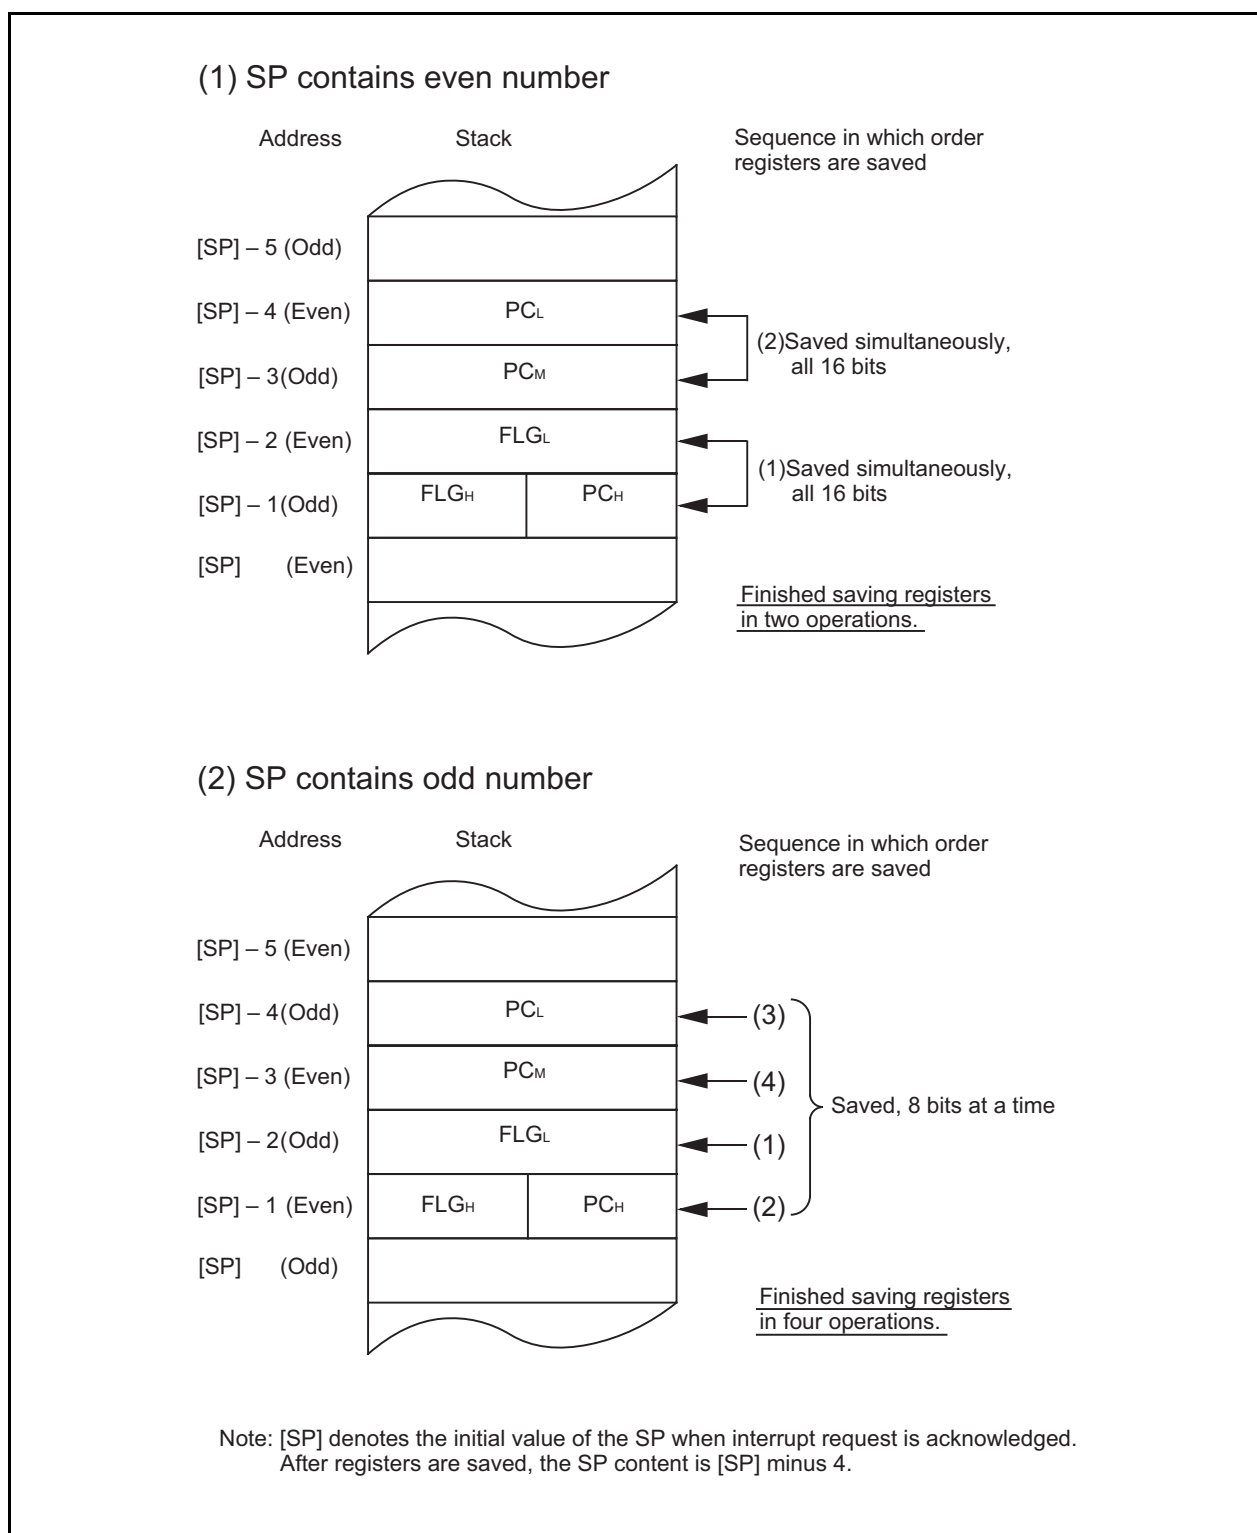 (1) SP contains even number
Address Stack Sequence in which order
registers are saved
[SP] – 5 (Odd)
[SP] – 4 (Even) PCL
(2)Saved simultaneously,
all 16 bits
[SP] – 3(Odd) PCM
[SP] – 2 (Even) FLGL
(1)Saved simultaneously,
all 16 bits
[SP] – 1(Odd) FLGH PCH
[SP] (Even)
Finished saving registers
in two operations.
(2) SP contains odd number
Address Stack Sequence in which order
registers are saved
[SP] – 5 (Even)
[SP] – 4(Odd) PCL (3)
[SP] – 3 (Even) PCM (4)
Saved, 8 bits at a time
[SP] – 2(Odd) FLGL (1)
[SP] – 1 (Even) FLGH PCH (2)
[SP] (Odd)
Finished saving registers
in four operations.
Note: [SP] denotes the initial value of the SP when interrupt request is acknowledged.
After registers are saved, the SP content is [SP] minus 4.